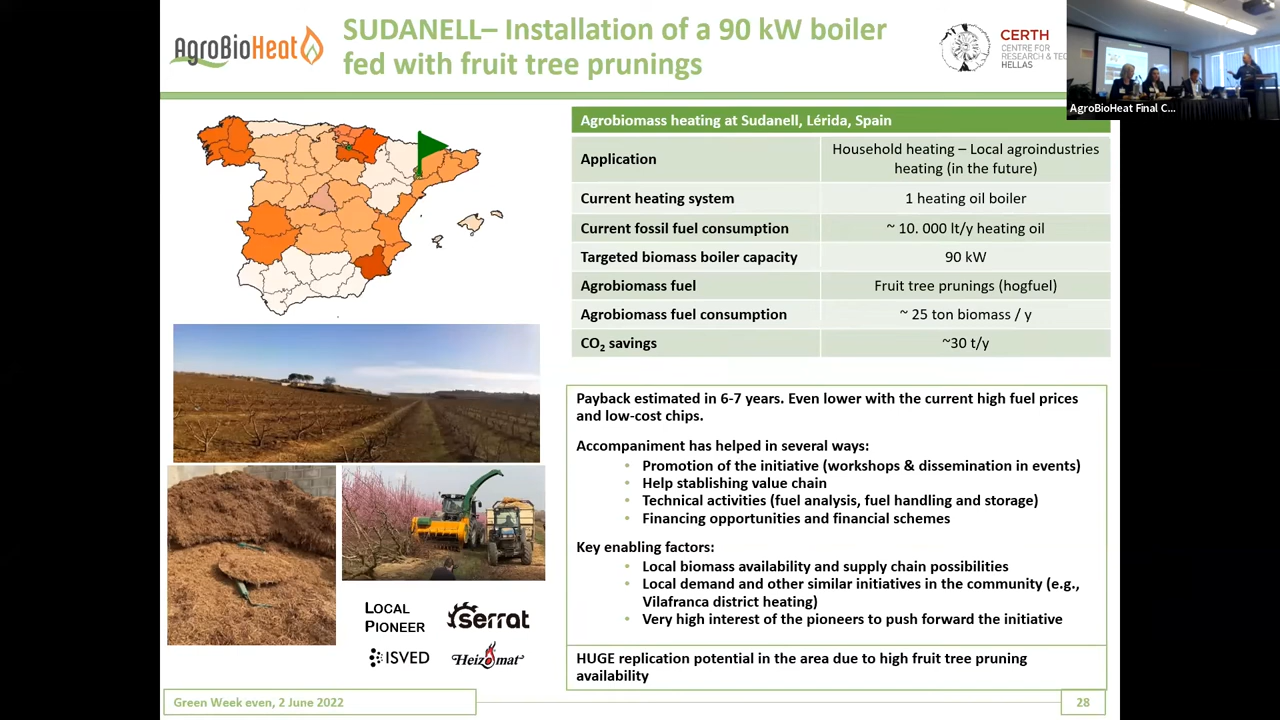 AgroBioHeat
SUDANELL– Installation of a 90 kW boiler
fed with fruit tree prunings
CERTH
CENTRE FOR
RESEARCH & TEC
HELLAS
AgroBioHeat Final C...
Agrobiomass heating at Sudanell, Lérida, Spain
Application
Household heating – Local agroindustries
heating (in the future)
Current heating system
1 heating oil boiler
Current fossil fuel consumption
~ 10. 000 lt/y heating oil
Targeted biomass boiler capacity
90 kW
Agrobiomass fuel
Fruit tree prunings (hogfuel)
Agrobiomass fuel consumption
~ 25 ton biomass / y
CO2 savings
~30 t/y
Payback estimated in 6-7 years. Even lower with the current high fuel prices
and low-cost chips.
Accompaniment has helped in several ways:
• Promotion of the initiative (workshops & dissemination in events)
• Help stablishing value chain
• Technical activities (fuel analysis, fuel handling and storage)
• Financing opportunities and financial schemes
Key enabling factors:
• Local biomass availability and supply chain possibilities
• Local demand and other similar initiatives in the community (e.g.,
Vilafranca district heating)
• Very high interest of the pioneers to push forward the initiative
HUGE replication potential in the area due to high fruit tree pruning
availability
LOCAL
PIONEER
serrat
ISVED
Heizomat
Green Week even, 2 June 2022
28